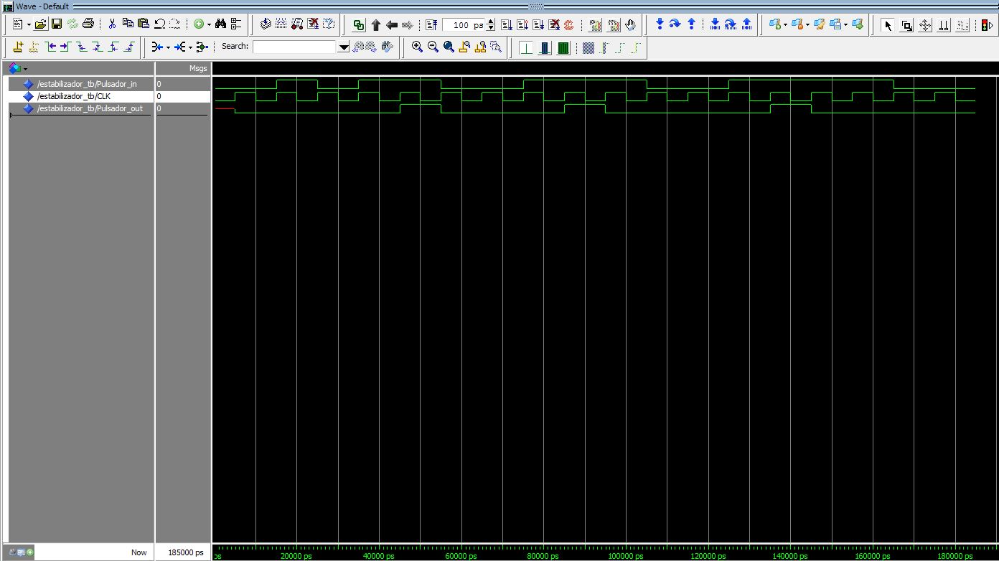 Wave - Default
100 ps
Search:
Msgs
/estabilizador_tb/Pulsador_in 0
/estabilizador_tb/CLK 0
/estabilizador_tb/Pulsador_out 0
Now 185000 ps
ps 20000 ps 40000 ps 60000 ps 80000 ps 100000 ps 120000 ps 140000 ps 160000 ps 180000 ps